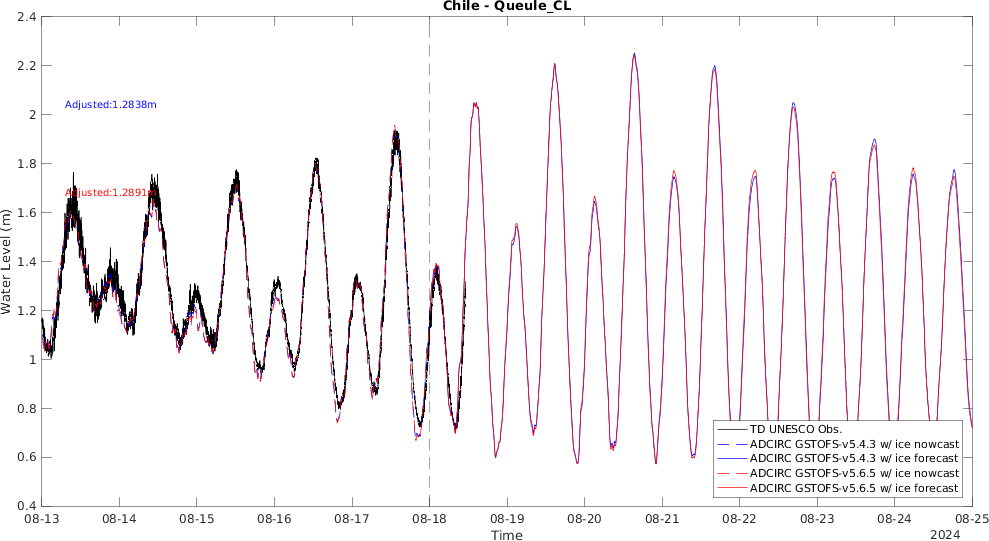 Chile - Queule_CL
2.4
2.2
2
1.8
1.6
1.4
1.2
1
0.8
0.6
0.4
Water Level (m)
Adjusted:1.2838m
Adjusted:1.2891m
TD UNESCO Obs.
ADCIRC GSTOFS-v5.4.3 w/ ice nowcast
ADCIRC GSTOFS-v5.4.3 w/ ice forecast
ADCIRC GSTOFS-v5.6.5 w/ ice nowcast
ADCIRC GSTOFS-v5.6.5 w/ ice forecast
08-13 08-14 08-15 08-16 08-17 08-18 08-19 08-20 08-21 08-22 08-23 08-24 08-25
Time
2024